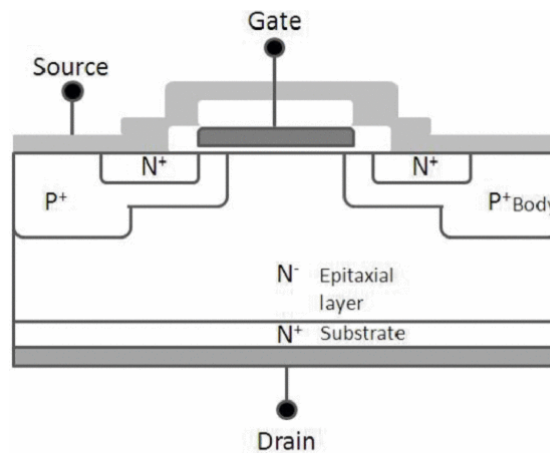 Gate
Source
N⁺
N⁺
P⁺
P⁺Body
N⁻ Epitaxial
layer
N⁺ Substrate
Drain